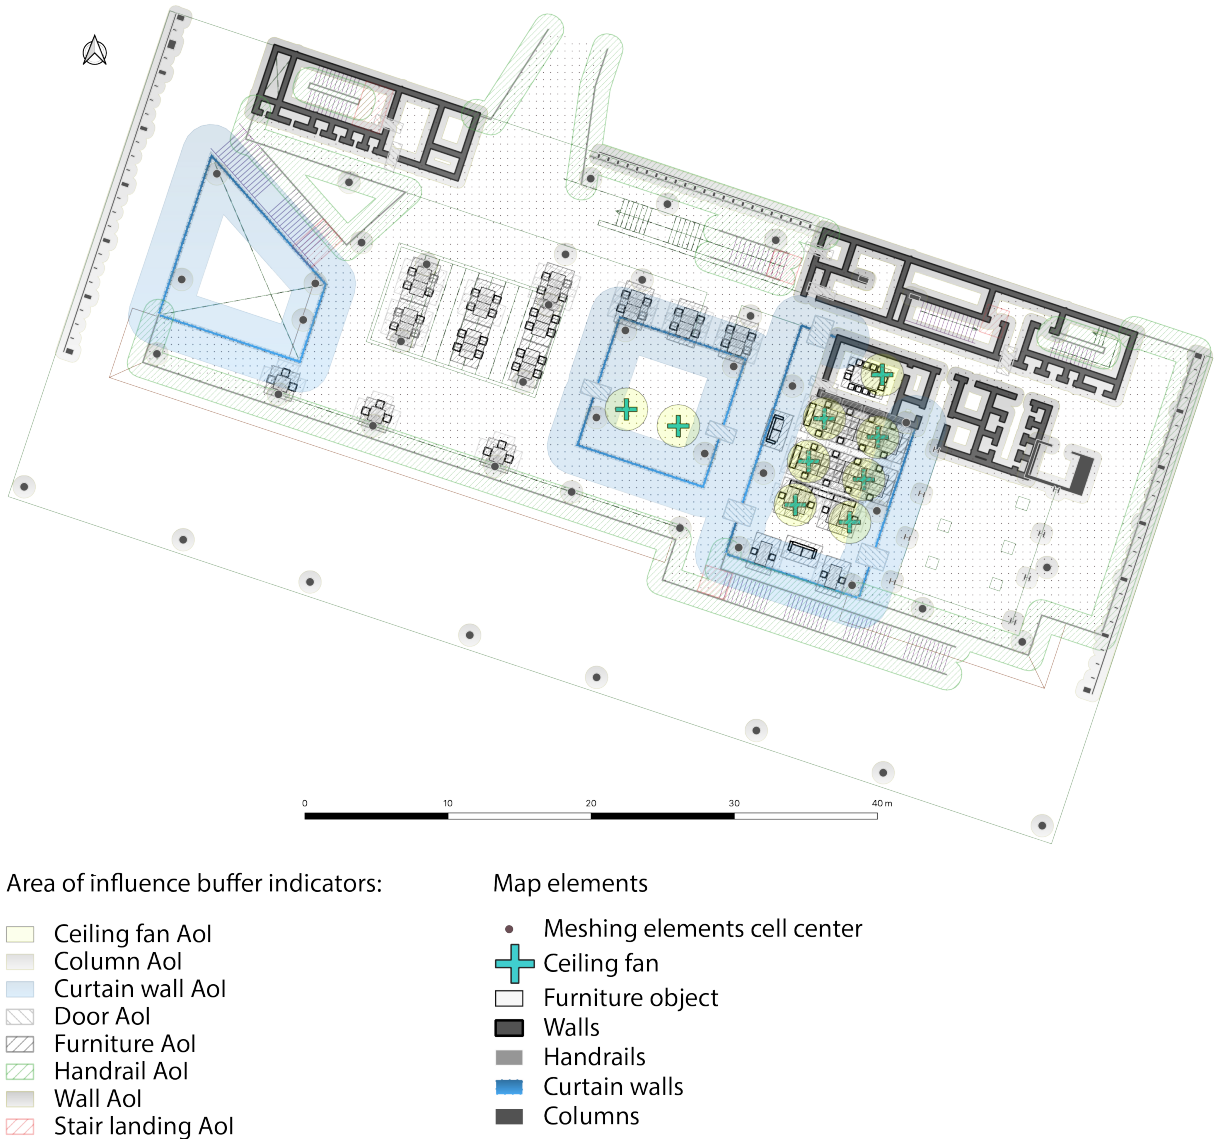 0 10 20 30 40 m
Area of influence buffer indicators:
Ceiling fan AoI
Column AoI
Curtain wall AoI
Door AoI
Furniture AoI
Handrail AoI
Wall AoI
Stair landing AoI
Map elements
Meshing elements cell center
Ceiling fan
Furniture object
Walls
Handrails
Curtain walls
Columns